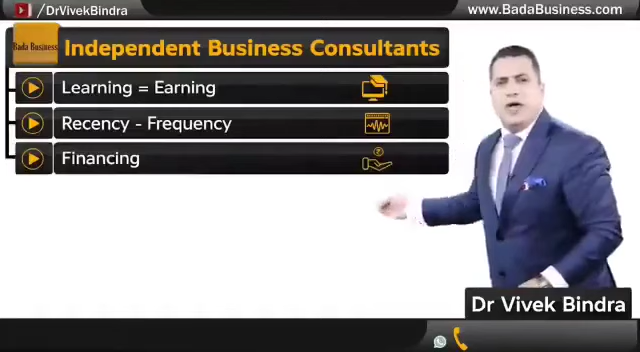 /DrVivekBindra
www.BadaBusiness.com
Bada Business
Independent Business Consultants
Learning = Earning
Recency - Frequency
₹
Financing
Dr Vivek Bindra